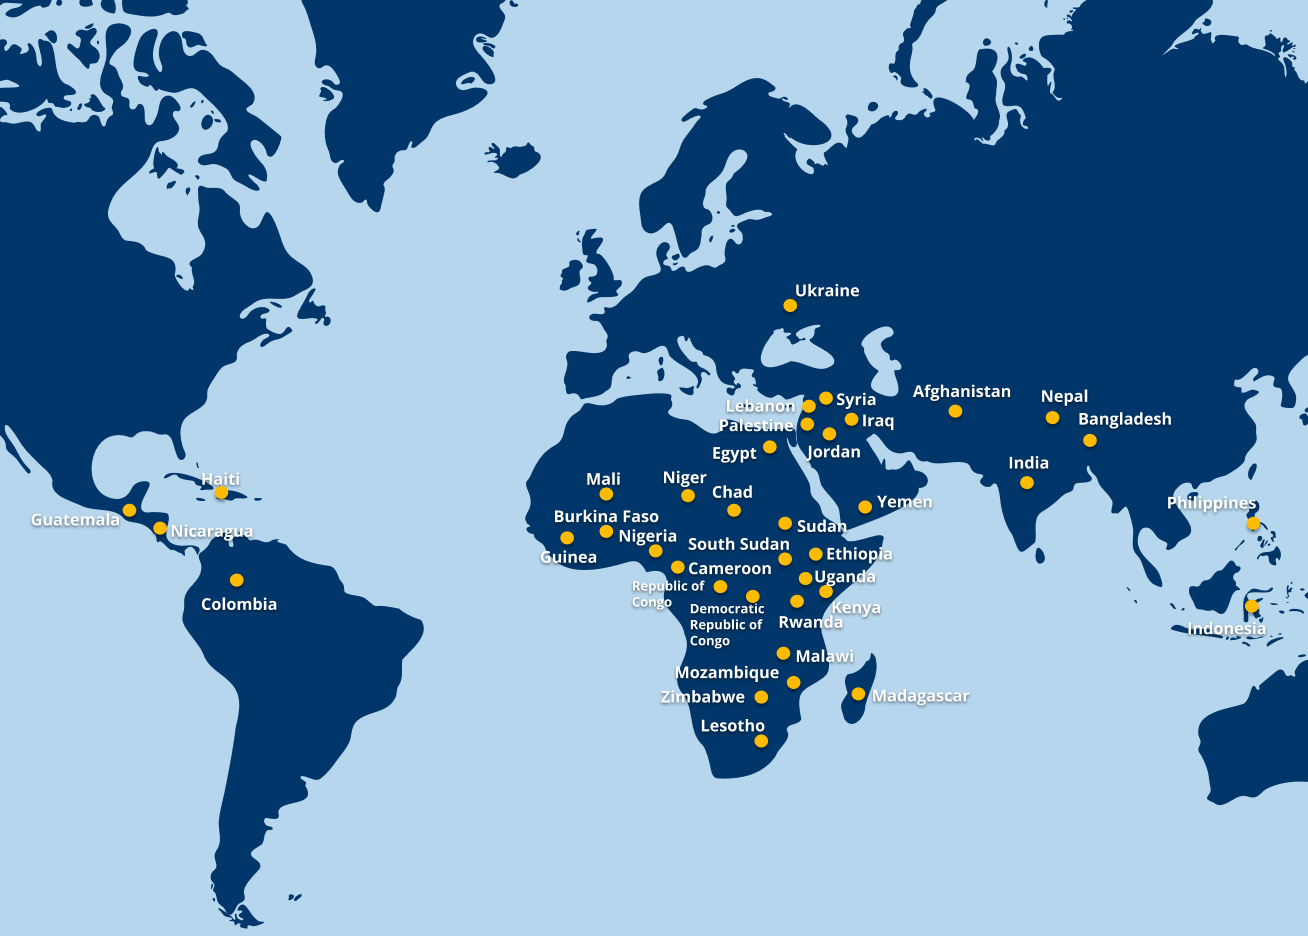 Ukraine
Afghanistan
Nepal
Syria
Lebanon
Bangladesh
Iraq
Palestine
Jordan
Egypt
India
Niger
Mali
Haiti
Chad
Yemen
Philippines
Burkina Faso
Guatemala
Sudan
Nicaragua
Nigeria
South Sudan
Ethiopia
Guinea
Cameroon
Uganda
Republic of
Congo
Colombia
Kenya
Democratic
Republic of
Congo
Rwanda
Indonesia
Malawi
Mozambique
Madagascar
Zimbabwe
Lesotho